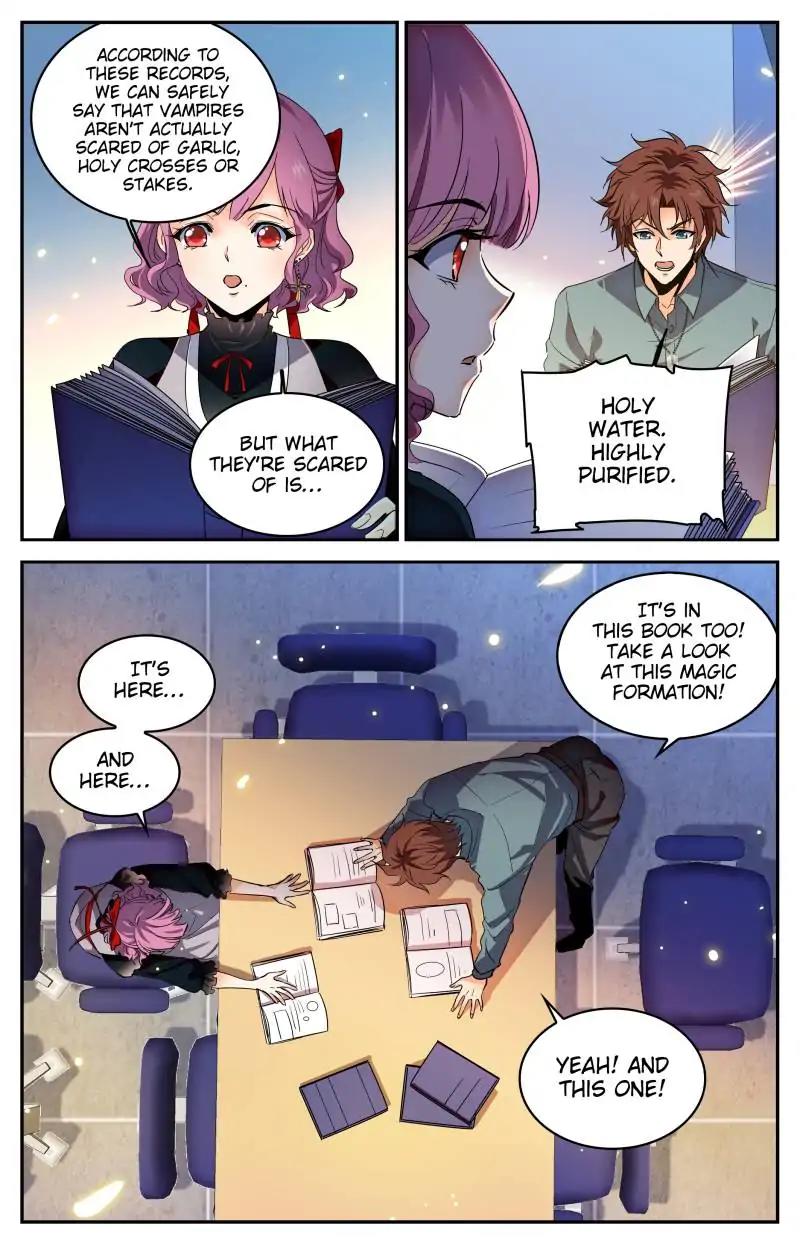 ACCORDING TO
THESE RECORDS,
WE CAN SAFELY
SAY THAT VAMPIRES
AREN'T ACTUALLY
SCARED OF GARLIC,
HOLY CROSSES OR
STAKES.
BUT WHAT
THEY'RE SCARED
OF IS...
HOLY
WATER.
HIGHLY
PURIFIED.
IT'S
HERE...
AND
HERE...
IT'S IN
THIS BOOK TOO!
TAKE A LOOK
AT THIS MAGIC
FORMATION!
YEAH! AND
THIS ONE!